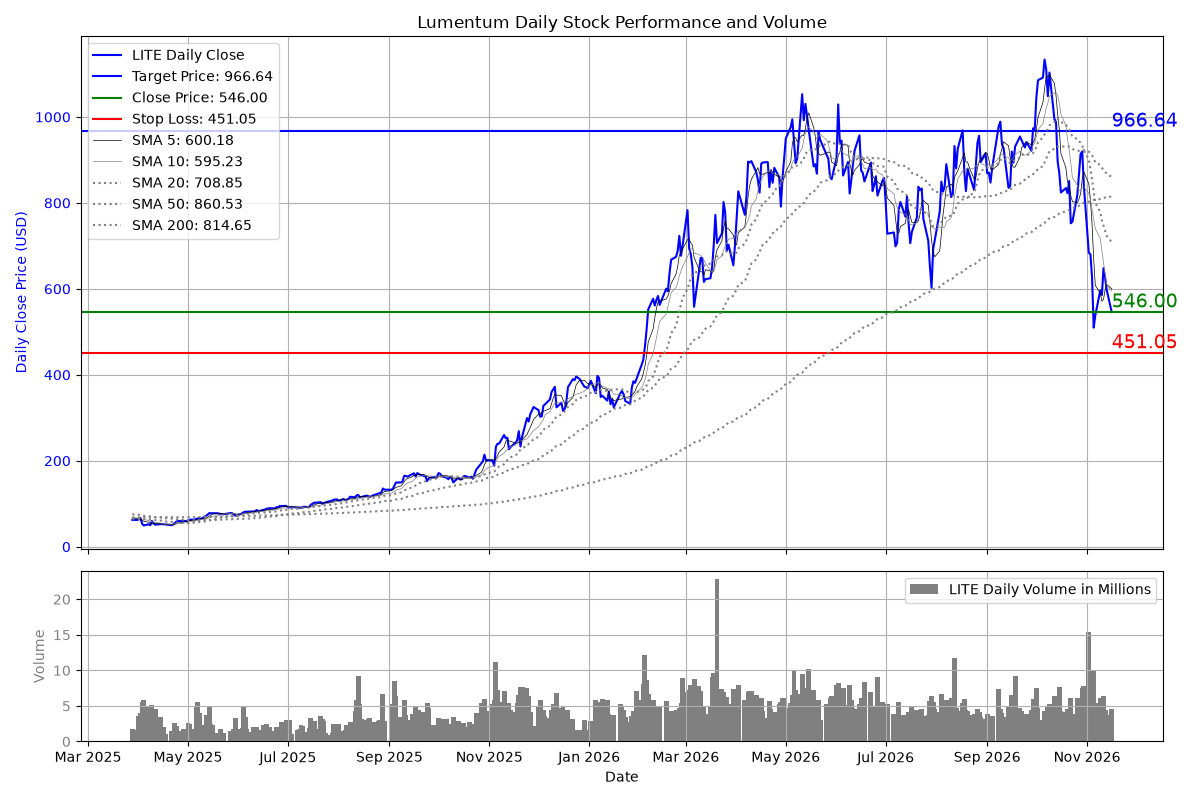 Lumentum Daily Stock Performance and Volume
LITE Daily Close
Target Price: 966.64
Close Price: 546.00
Stop Loss: 451.05
SMA 5: 600.18
SMA 10: 595.23
SMA 20: 708.85
SMA 50: 860.53
SMA 200: 814.65
966.64
546.00
451.05
Daily Close Price (USD)
1000
800
600
400
200
0
LITE Daily Volume in Millions
Volume
20
15
10
5
0
Mar 2025 May 2025 Jul 2025 Sep 2025 Nov 2025 Jan 2026 Mar 2026 May 2026 Jul 2026 Sep 2026 Nov 2026
Date